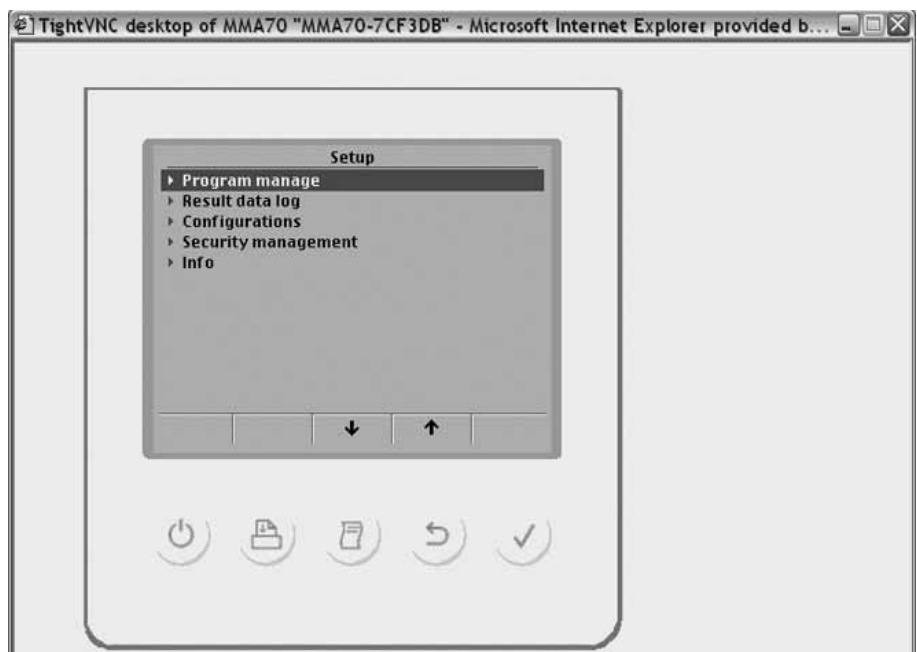 TightVNC desktop of MMA70 "MMA70-7CF3DB" - Microsoft Internet Explorer provided b...
Setup
Program manage
Result data log
Configurations
Security management
Info